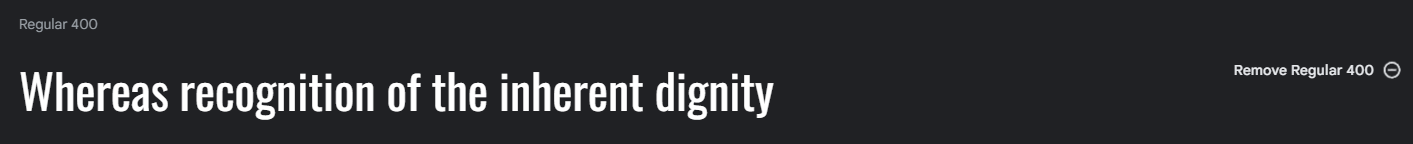 Regular 400
Remove Regular 400
Whereas recognition of the inherent dignity